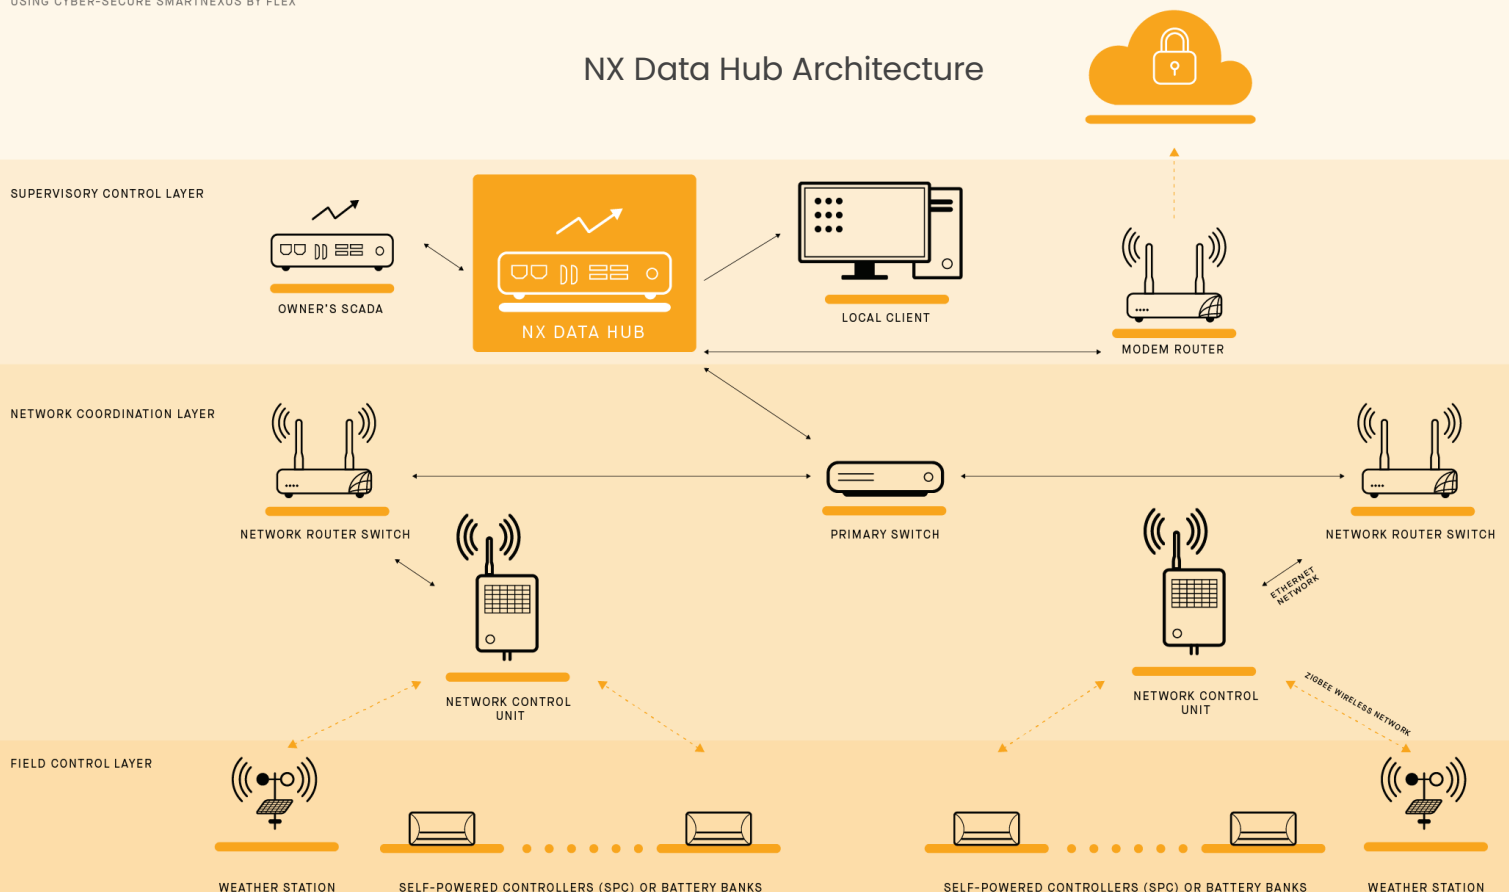 USING CYBER-SECURE SMARTNEXUS BY FLEX
NX Data Hub Architecture
SUPERVISORY CONTROL LAYER
OWNER'S SCADA
NX DATA HUB
LOCAL CLIENT
MODEM ROUTER
NETWORK COORDINATION LAYER
NETWORK ROUTER SWITCH
PRIMARY SWITCH
NETWORK ROUTER SWITCH
ETHERNET
NETWORK
NETWORK CONTROL
UNIT
NETWORK CONTROL
UNIT
ZIGBEE WIRELESS NETWORK
FIELD CONTROL LAYER
WEATHER STATION
SELF-POWERED CONTROLLERS (SPC) OR BATTERY BANKS
SELF-POWERED CONTROLLERS (SPC) OR BATTERY BANKS
WEATHER STATION